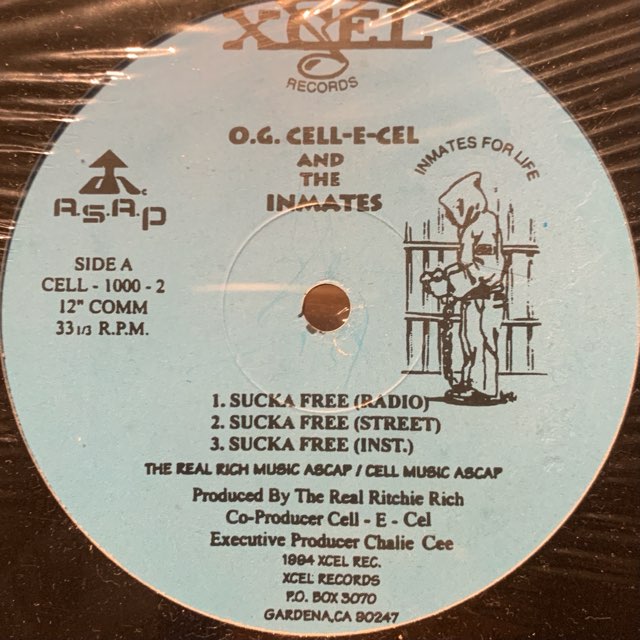 XCEL
RECORDS
O.G. CELL-E-CEL
AND
THE
INMATES
INMATES FOR LIFE
A.S.A.P
SIDE A
CELL - 1000 - 2
12" COMM
33 1/3 R.P.M.
1. SUCKA FREE (RADIO)
2. SUCKA FREE (STREET)
3. SUCKA FREE (INST.)
THE REAL RICH MUSIC ASCAP / CELL MUSIC ASCAP
Produced By The Real Ritchie Rich
Co-Producer Cell - E - Cel
Executive Producer Chalie Cee
1994 XCEL REC.
XCEL RECORDS
P.O. BOX 3070
GARDENA,CA 90247